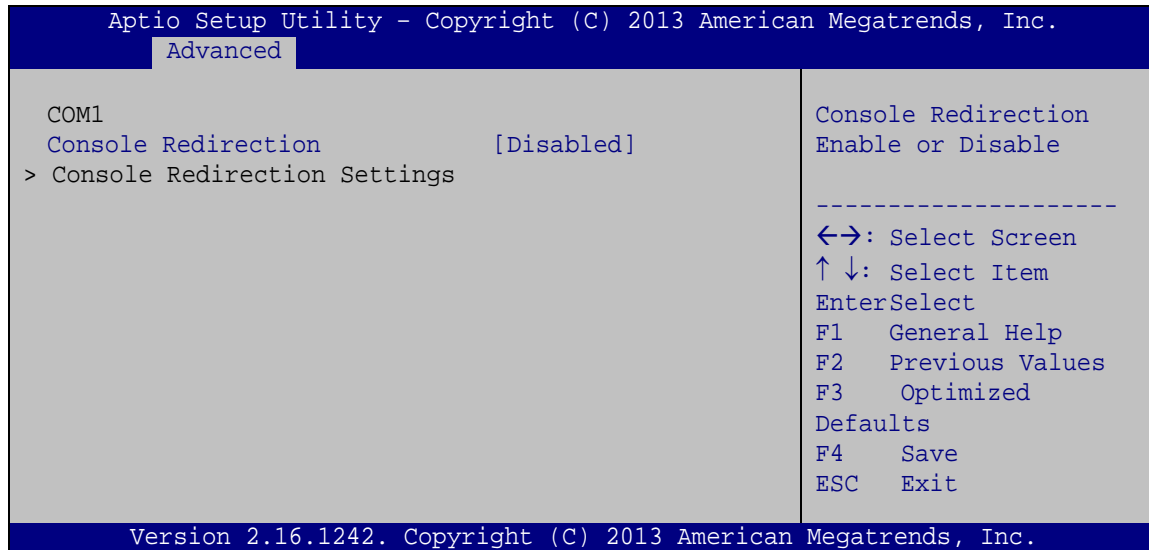 Aptio Setup Utility – Copyright (C) 2013 American Megatrends, Inc.
Advanced
COM1
Console Redirection [Disabled]
> Console Redirection Settings
Console Redirection
Enable or Disable
---------------------
←→: Select Screen
↑ ↓: Select Item
EnterSelect
F1 General Help
F2 Previous Values
F3 Optimized
Defaults
F4 Save
ESC Exit
Version 2.16.1242. Copyright (C) 2013 American Megatrends, Inc.